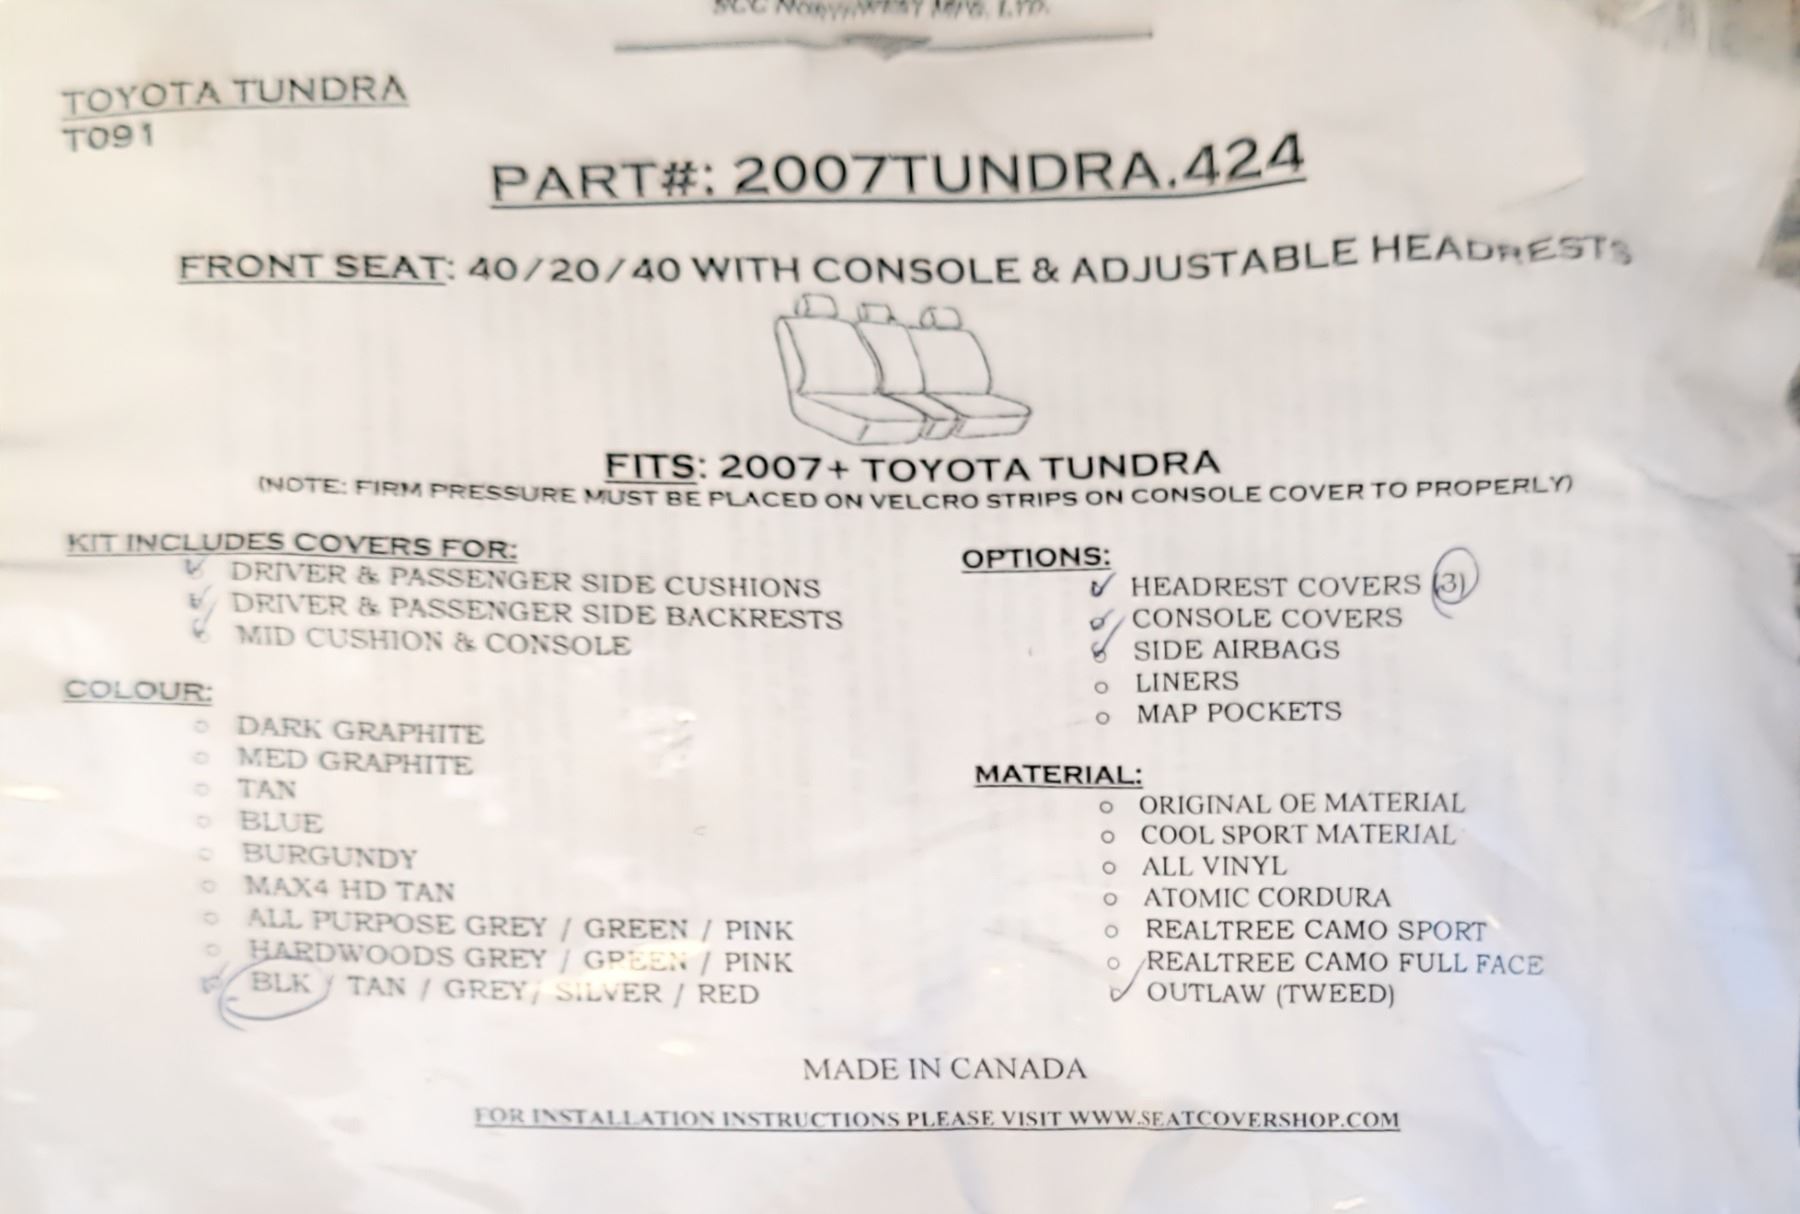 SCC NORTHWEST MFG. LTD.
TOYOTA TUNDRA
T091
PART#: 2007TUNDRA.424
FRONT SEAT: 40/20/40 WITH CONSOLE & ADJUSTABLE HEADRESTS
FITS: 2007+ TOYOTA TUNDRA
(NOTE: FIRM PRESSURE MUST BE PLACED ON VELCRO STRIPS ON CONSOLE COVER TO PROPERLY)
KIT INCLUDES COVERS FOR:
DRIVER & PASSENGER SIDE CUSHIONS
DRIVER & PASSENGER SIDE BACKRESTS
MID CUSHION & CONSOLE
COLOUR:
DARK GRAPHITE
MED GRAPHITE
TAN
BLUE
BURGUNDY
MAX4 HD TAN
ALL PURPOSE GREY / GREEN / PINK
HARDWOODS GREY / GREEN / PINK
BLK / TAN / GREY / SILVER / RED
OPTIONS:
HEADREST COVERS (3)
CONSOLE COVERS
SIDE AIRBAGS
LINERS
MAP POCKETS
MATERIAL:
ORIGINAL OE MATERIAL
COOL SPORT MATERIAL
ALL VINYL
ATOMIC CORDURA
REALTREE CAMO SPORT
REALTREE CAMO FULL FACE
OUTLAW (TWEED)
MADE IN CANADA
FOR INSTALLATION INSTRUCTIONS PLEASE VISIT WWW.SEATCOVERSHOP.COM